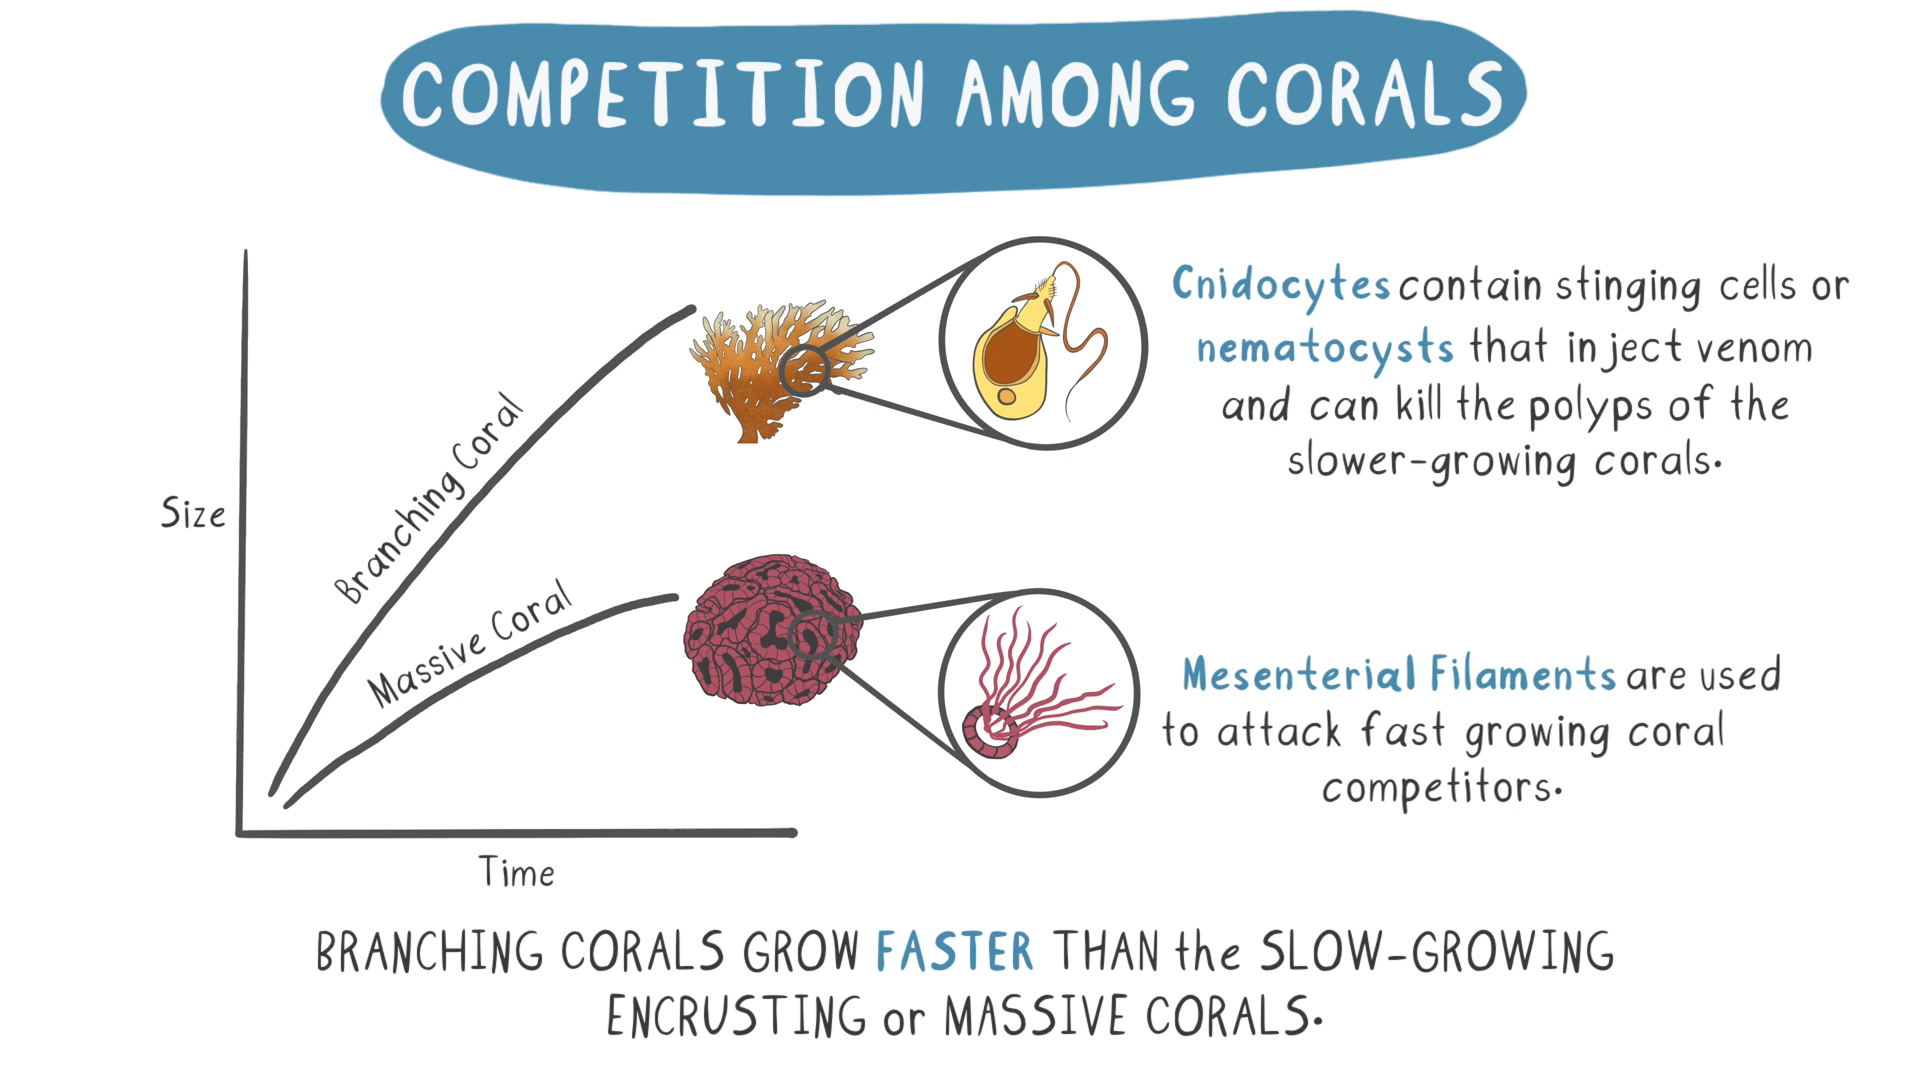 COMPETITION AMONG CORALS
Size
Branching Coral
Massive Coral
Time
Cnidocytes contain stinging cells or
nematocysts that inject venom
and can kill the polyps of the
slower-growing corals.
Mesenterial Filaments are used
to attack fast growing coral
competitors.
BRANCHING CORALS GROW FASTER THAN the SLOW-GROWING
ENCRUSTING or MASSIVE CORALS.